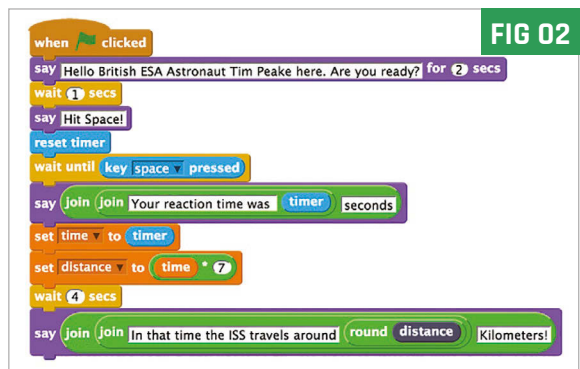 FIG 02
when clicked
say Hello British ESA Astronaut Tim Peake here. Are you ready? for 2 secs
wait 1 secs
say Hit Space!
reset timer
wait until key space pressed
say join join Your reaction time was timer seconds
set time to timer
set distance to time * 7
wait 4 secs
say join join In that time the ISS travels around round distance Kilometers!